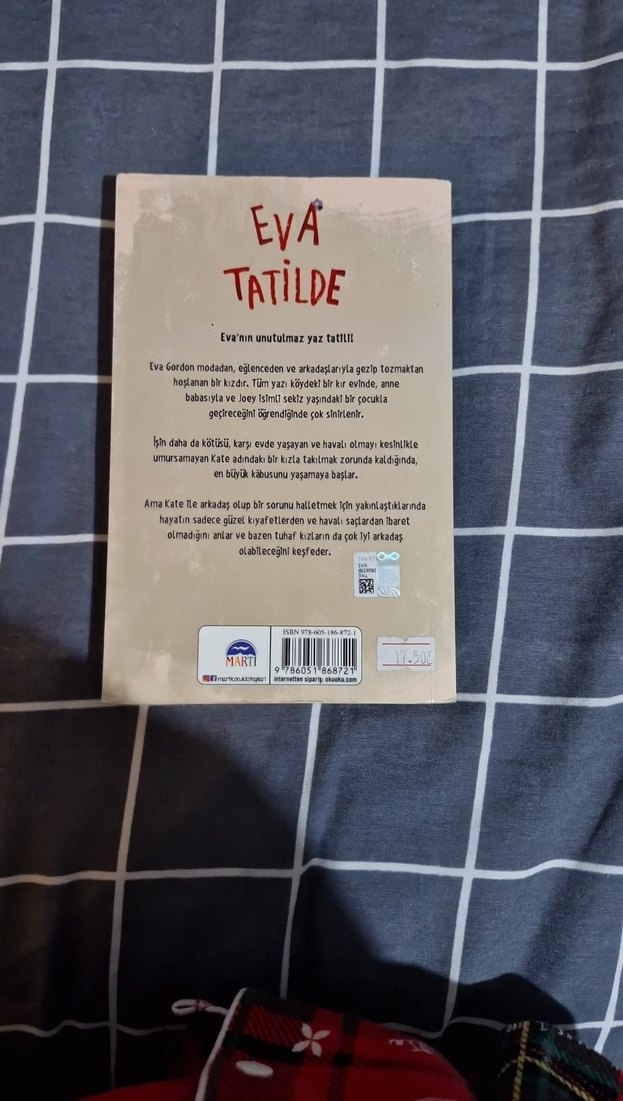 EVA
TATİLDE
Eva'nın unutulmaz yaz tatili!
Eva Gordon modadan, eğlenceden ve arkadaşlarıyla gezip tozmaktan
hoşlanan bir kızdır. Tüm yazı köydeki bir kır evinde, anne
babasıyla ve Joey isimli sekiz yaşındaki bir çocukla
geçireceğini öğrendiğinde çok sinirlenir.
İşin daha da kötüsü, karşı evde yaşayan ve havalı olmayı kesinlikle
umursamayan Kate adındaki bir kızla takılmak zorunda kaldığında,
en büyük kâbusunu yaşamaya başlar.
Ama Kate ile arkadaş olup bir sorunu halletmek için yakınlaştıklarında
hayatın sadece güzel kıyafetlerden ve havalı saçlardan ibaret
olmadığını anlar ve bazen tuhaf kızların da çok iyi arkadaş
olabileceğini keşfeder.
ISBN 978-605-186-872-1
MARTI
9 786051 868721
17.50
marticocukkitaplari
internetten sipariş: okuoku.com